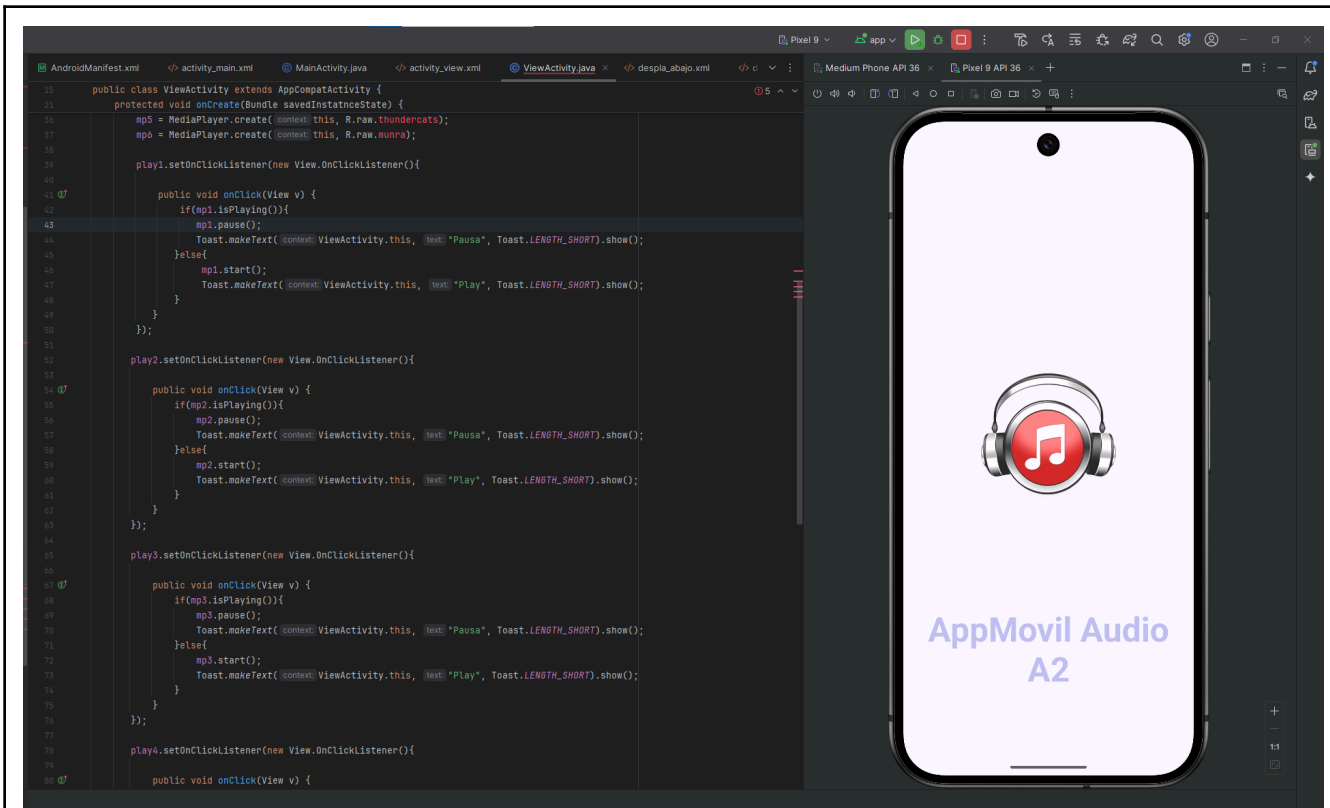 Pixel 9 app
AndroidManifest.xml activity_main.xml MainActivity.java activity_view.xml ViewActivity.java despla_abajo.xml
Medium Phone API 36 Pixel 9 API 36
15 public class ViewActivity extends AppCompatActivity { 5
21 protected void onCreate(Bundle savedInstatnceState) {
36 mp5 = MediaPlayer.create( context: this, R.raw.thundercats);
37 mp6 = MediaPlayer.create( context: this, R.raw.munra);
38
39 play1.setOnClickListener(new View.OnClickListener(){
40
41 public void onClick(View v) {
42 if(mp1.isPlaying()){
43 mp1.pause();
44 Toast.makeText( context: ViewActivity.this, text: "Pausa", Toast.LENGTH_SHORT).show();
45 }else{
46 mp1.start();
47 Toast.makeText( context: ViewActivity.this, text: "Play", Toast.LENGTH_SHORT).show();
48 }
49 }
50 });
51
52 play2.setOnClickListener(new View.OnClickListener(){
53
54 public void onClick(View v) {
55 if(mp2.isPlaying()){
56 mp2.pause();
57 Toast.makeText( context: ViewActivity.this, text: "Pausa", Toast.LENGTH_SHORT).show();
58 }else{
59 mp2.start();
60 Toast.makeText( context: ViewActivity.this, text: "Play", Toast.LENGTH_SHORT).show();
61 }
62 }
63 });
64
65 play3.setOnClickListener(new View.OnClickListener(){
66
67 public void onClick(View v) {
68 if(mp3.isPlaying()){
69 mp3.pause();
70 Toast.makeText( context: ViewActivity.this, text: "Pausa", Toast.LENGTH_SHORT).show();
71 }else{
72 mp3.start();
73 Toast.makeText( context: ViewActivity.this, text: "Play", Toast.LENGTH_SHORT).show();
74 }
75 }
76 });
77
78 play4.setOnClickListener(new View.OnClickListener(){
79
80 public void onClick(View v) {
AppMovil Audio
A2
1:1